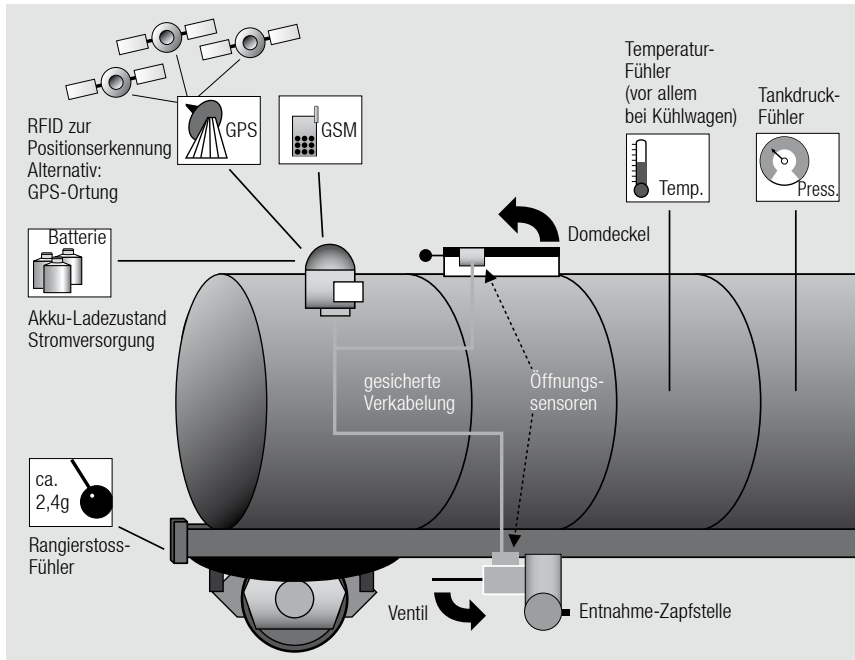 Temperatur-
Fühler
(vor allem
bei Kühlwagen)
Tankdruck-
Fühler
RFID zur
Positionserkennung
Alternativ:
GPS-Ortung
GPS
GSM
Temp.
Press.
Domdeckel
Batterie
Akku-Ladezustand
Stromversorgung
gesicherte
Verkabelung
Öffnungs-
sensoren
ca.
2,4g
Rangierstoss-
Fühler
Ventil
Entnahme-Zapfstelle